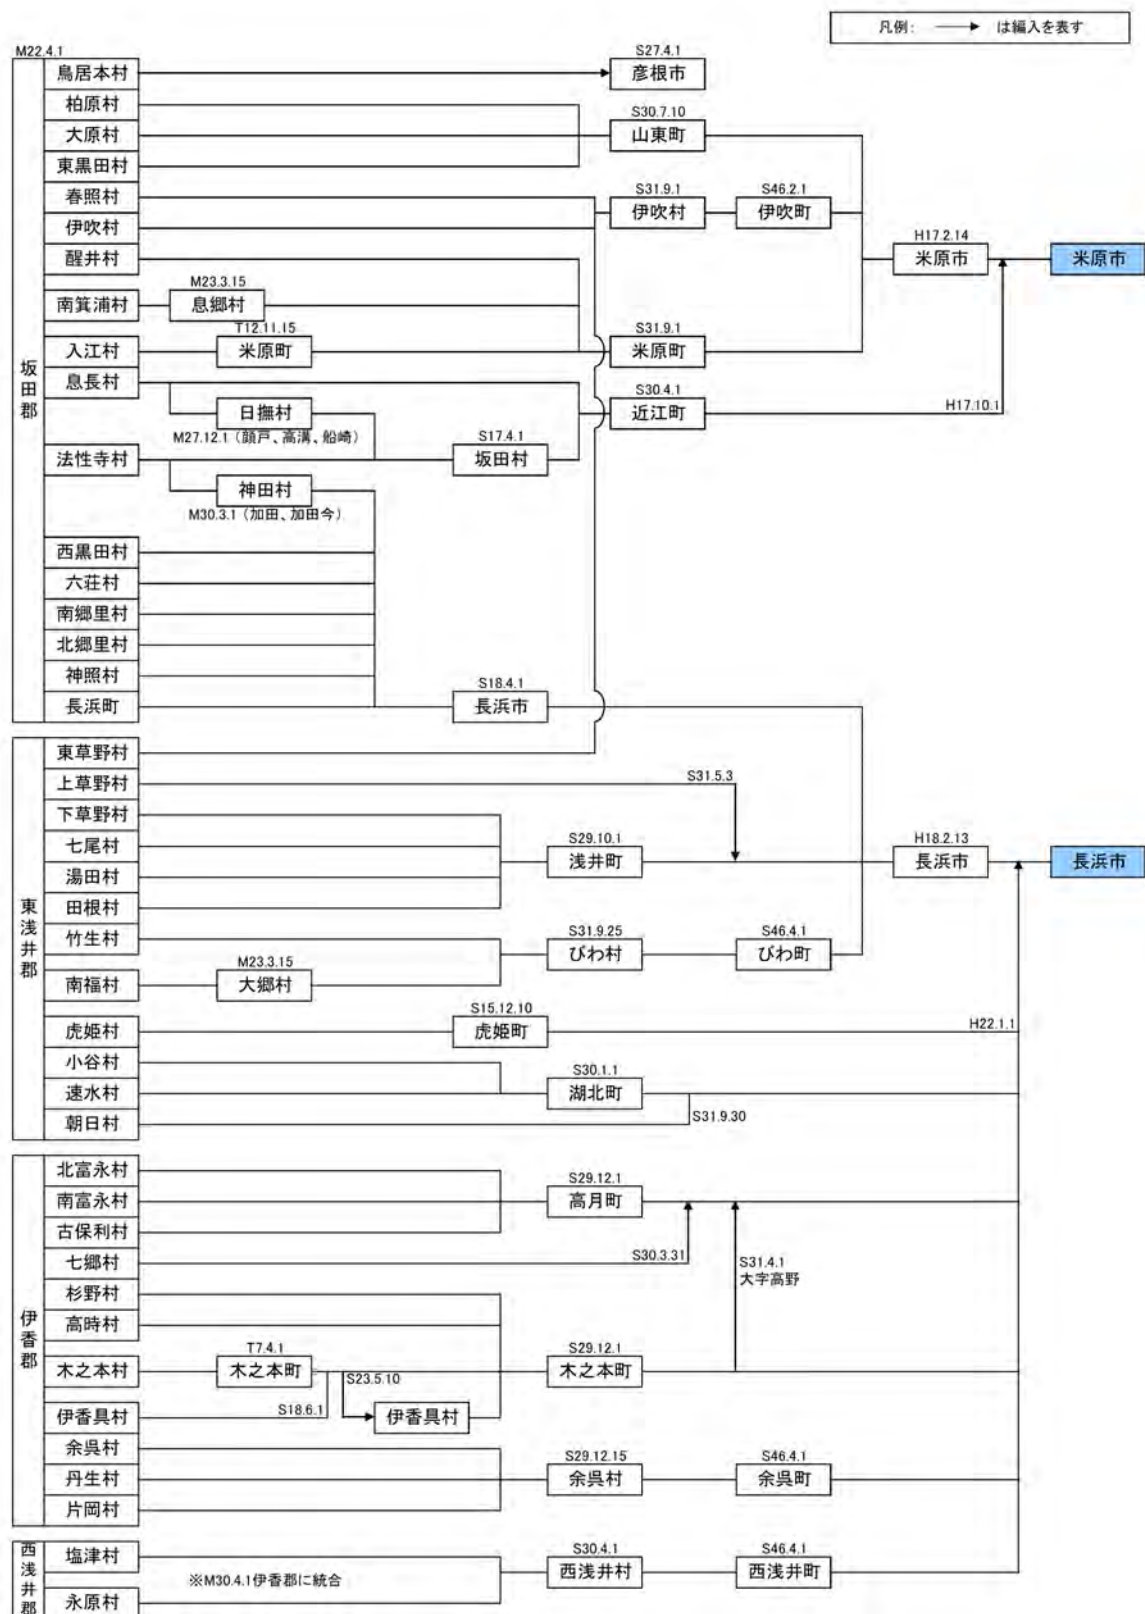 凡例： → は編入を表す
M22.4.1
S27.4.1
鳥居本村
彦根市
柏原村
S30.7.10
大原村
山東町
東黒田村
春照村
S31.9.1
S46.2.1
伊吹村
伊吹町
伊吹村
H17.2.14
醒井村
米原市
米原市
M23.3.15
南箕浦村
息郷村
T12.11.15
S31.9.1
入江村
米原町
米原町
坂田郡
息長村
S30.4.1
日撫村
近江町
H17.10.1
M27.12.1（顔戸、高溝、船崎）
S17.4.1
法性寺村
坂田村
神田村
M30.3.1（加田、加田今）
西黒田村
六荘村
南郷里村
北郷里村
神照村
S18.4.1
長浜町
長浜市
東草野村
上草野村
S31.5.3
下草野村
S29.10.1
H18.2.13
七尾村
浅井町
長浜市
長浜市
湯田村
田根村
東浅井郡
竹生村
S31.9.25
S46.4.1
びわ村
びわ町
M23.3.15
南福村
大郷村
S15.12.10
虎姫村
虎姫町
H22.1.1
小谷村
S30.1.1
速水村
湖北町
朝日村
S31.9.30
北富永村
S29.12.1
南富永村
高月町
古保利村
七郷村
S30.3.31
S31.4.1
大字高野
杉野村
伊香郡
高時村
T7.4.1
S29.12.1
木之本村
木之本町
S23.5.10
木之本町
伊香具村
S18.6.1
伊香具村
余呉村
S29.12.15
S46.4.1
丹生村
余呉村
余呉町
片岡村
西浅井郡
塩津村
S30.4.1
S46.4.1
※M30.4.1伊香郡に統合
西浅井村
西浅井町
永原村